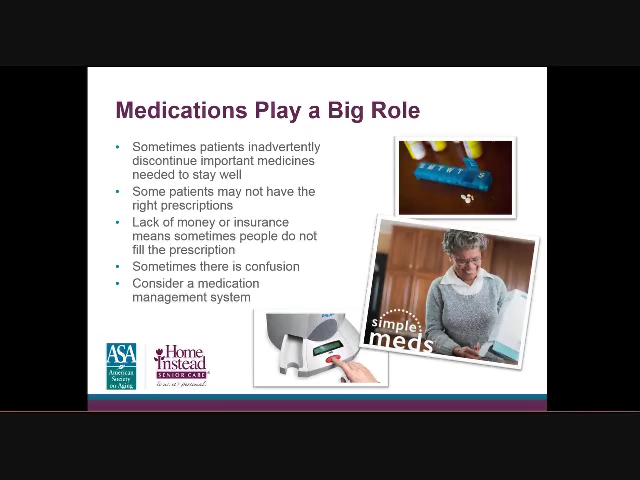 Medications Play a Big Role
• Sometimes patients inadvertently
discontinue important medicines
needed to stay well
• Some patients may not have the
right prescriptions
• Lack of money or insurance
means sometimes people do not
fill the prescription
• Sometimes there is confusion
• Consider a medication
management system
S M T W T S
simple
meds
ASA
American
Society
on Aging
Home
Instead
SENIOR CARE
to us, it's personal.